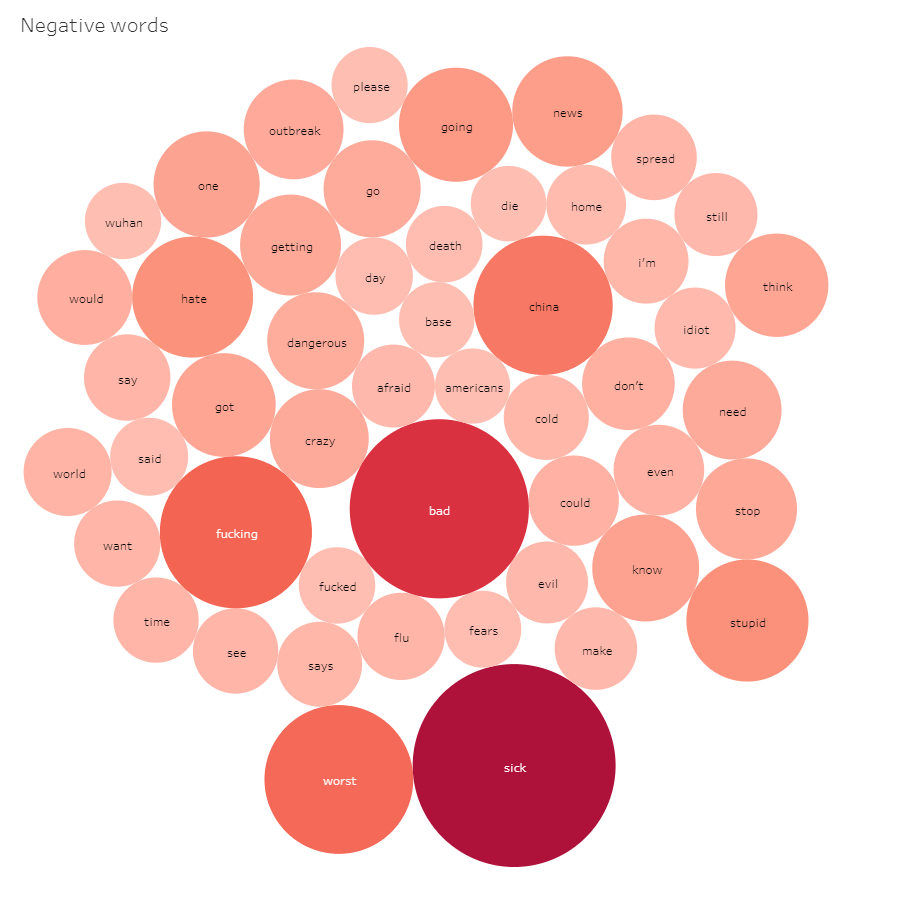 Negative words
please
going
news
outbreak
spread
one
go
die
home
still
wuhan
getting
death
i'm
day
think
would
hate
china
base
idiot
dangerous
say
afraid
americans
don't
got
cold
need
crazy
said
world
even
could
bad
stop
fucking
want
know
fucked
evil
time
stupid
flu
fears
see
says
make
worst
sick